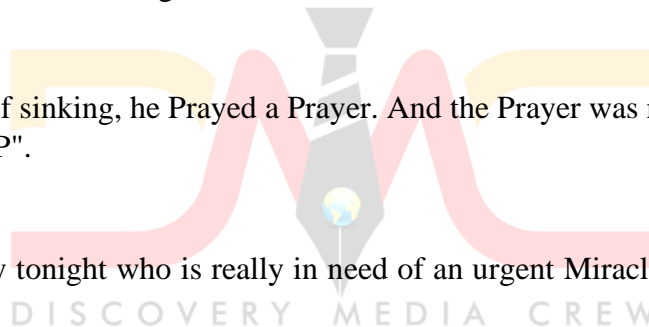 of sinking, he Prayed a Prayer. And the Prayer was
P".
tonight who is really in need of an urgent
DISCOVERY MEDIA CREW